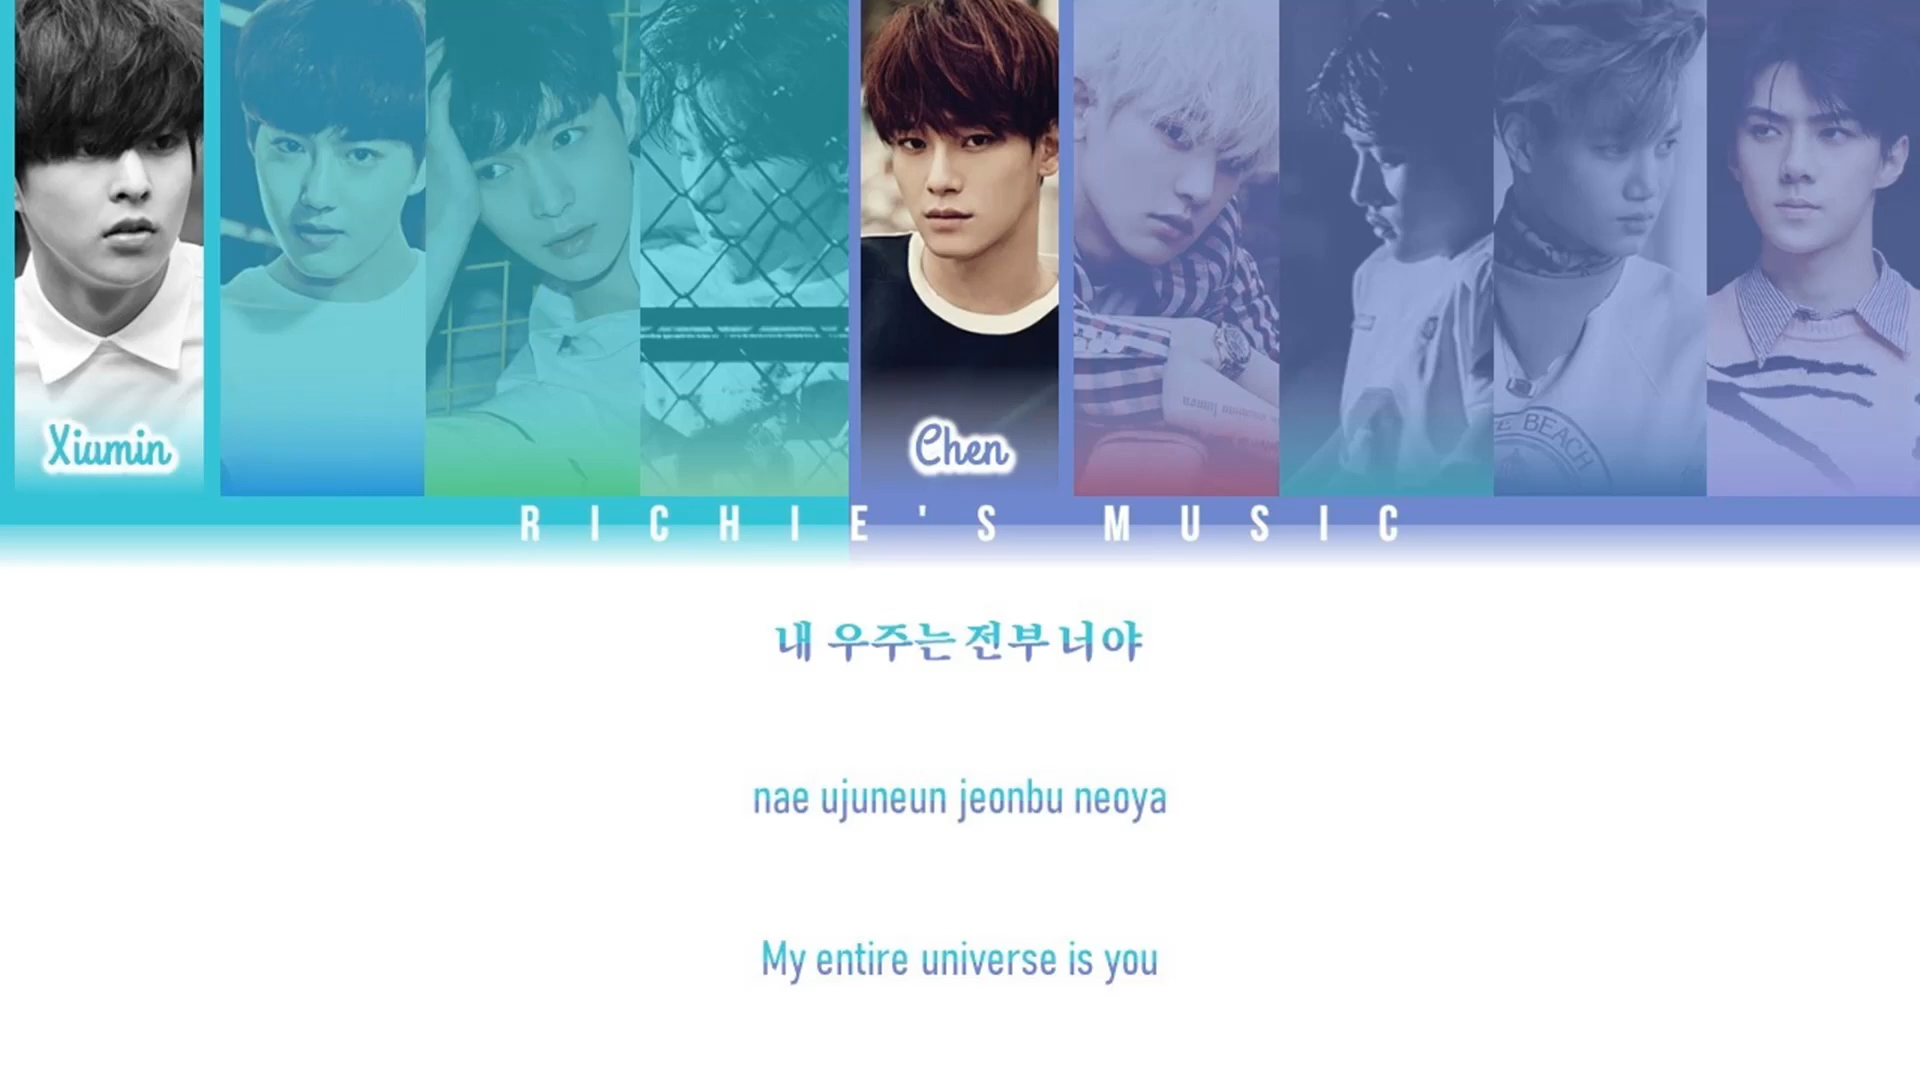 Xiumin
Chen
RICHIE'S MUSIC
내 우주는 전부 너야
nae ujuneun jeonbu neoya
My entire universe is you